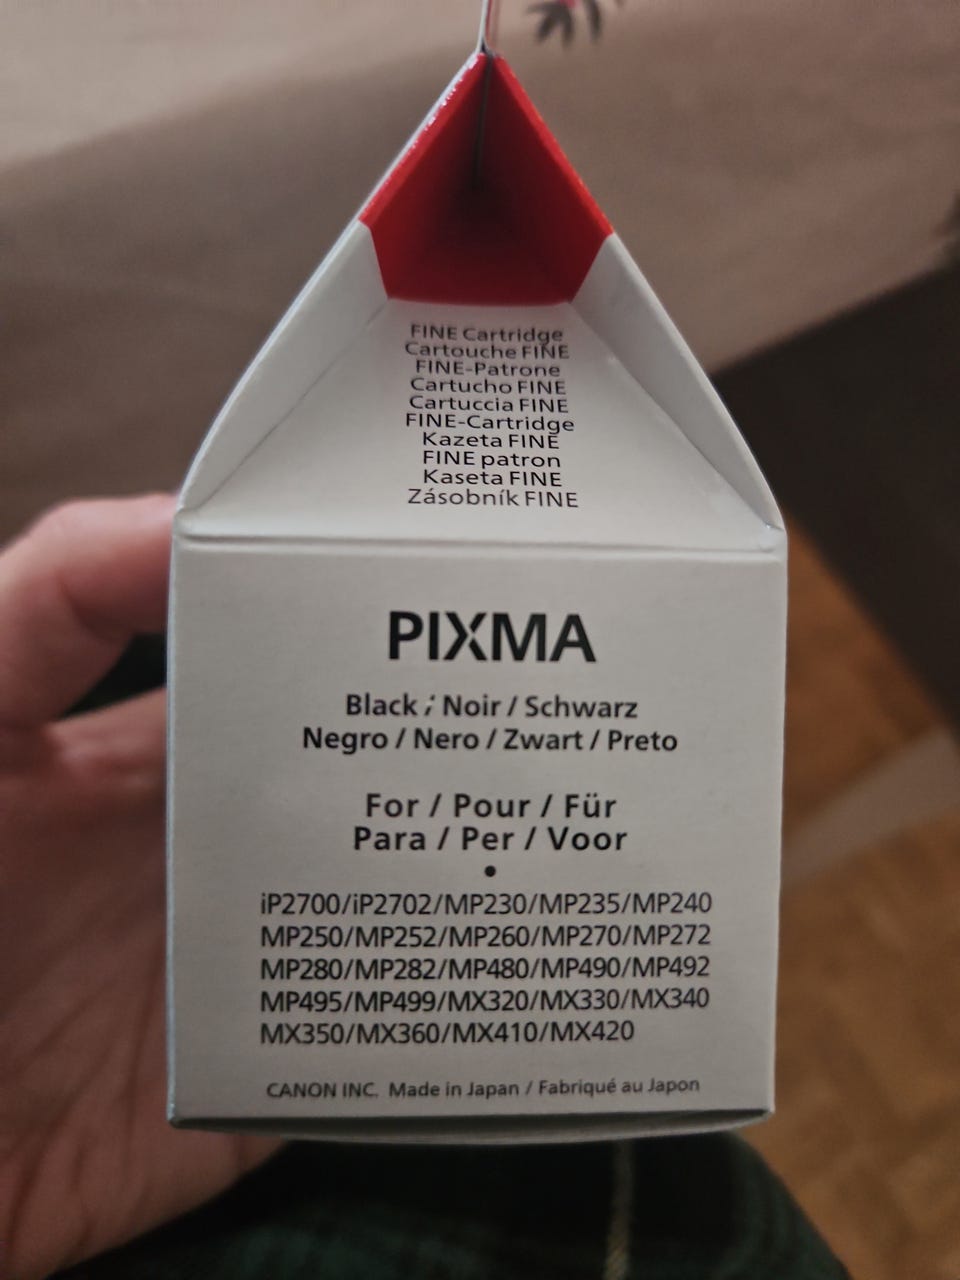 FINE Cartridge
Cartouche FINE
FINE-Patrone
Cartucho FINE
Cartuccia FINE
FINE-Cartridge
Kazeta FINE
FINE patron
Kaseta FINE
Zásobník FINE
PIXMA
Black / Noir / Schwarz
Negro / Nero / Zwart / Preto
For / Pour / Für
Para / Per / Voor
•
iP2700/iP2702/MP230/MP235/MP240
MP250/MP252/MP260/MP270/MP272
MP280/MP282/MP480/MP490/MP492
MP495/MP499/MX320/MX330/MX340
MX350/MX360/MX410/MX420
CANON INC. Made in Japan / Fabriqué au Japon